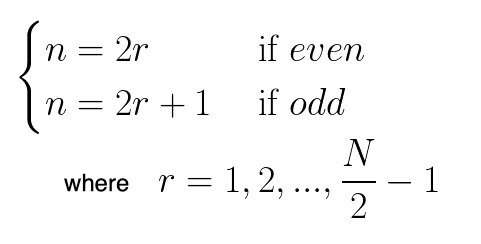 n = 2r if even
n = 2r + 1 if odd
where r = 1, 2, ..., N/2 − 1